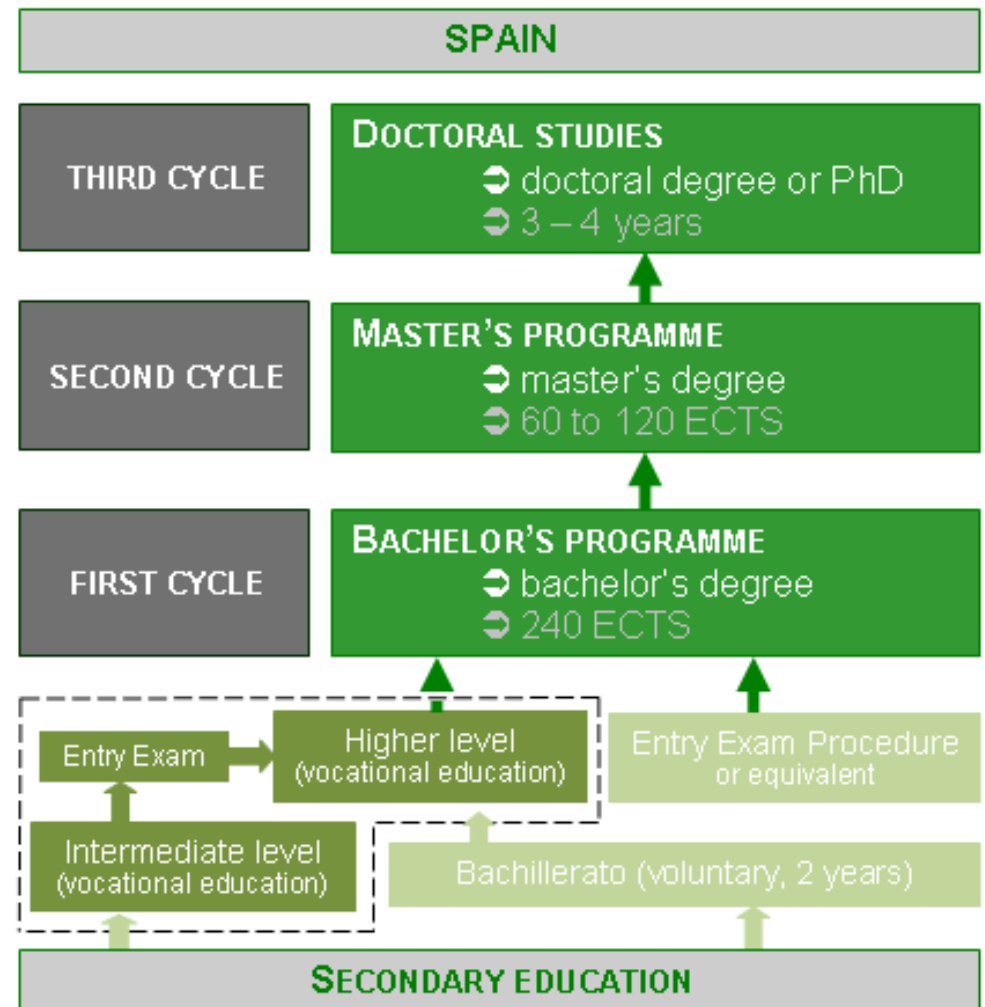 SPAIN
THIRD CYCLE
DOCTORAL STUDIES
➲ doctoral degree or PhD
➲ 3 – 4 years
SECOND CYCLE
MASTER'S PROGRAMME
➲ master's degree
➲ 60 to 120 ECTS
FIRST CYCLE
BACHELOR'S PROGRAMME
➲ bachelor's degree
➲ 240 ECTS
Entry Exam
Higher level
(vocational education)
Entry Exam Procedure
or equivalent
Intermediate level
(vocational education)
Bachillerato (voluntary, 2 years)
SECONDARY EDUCATION